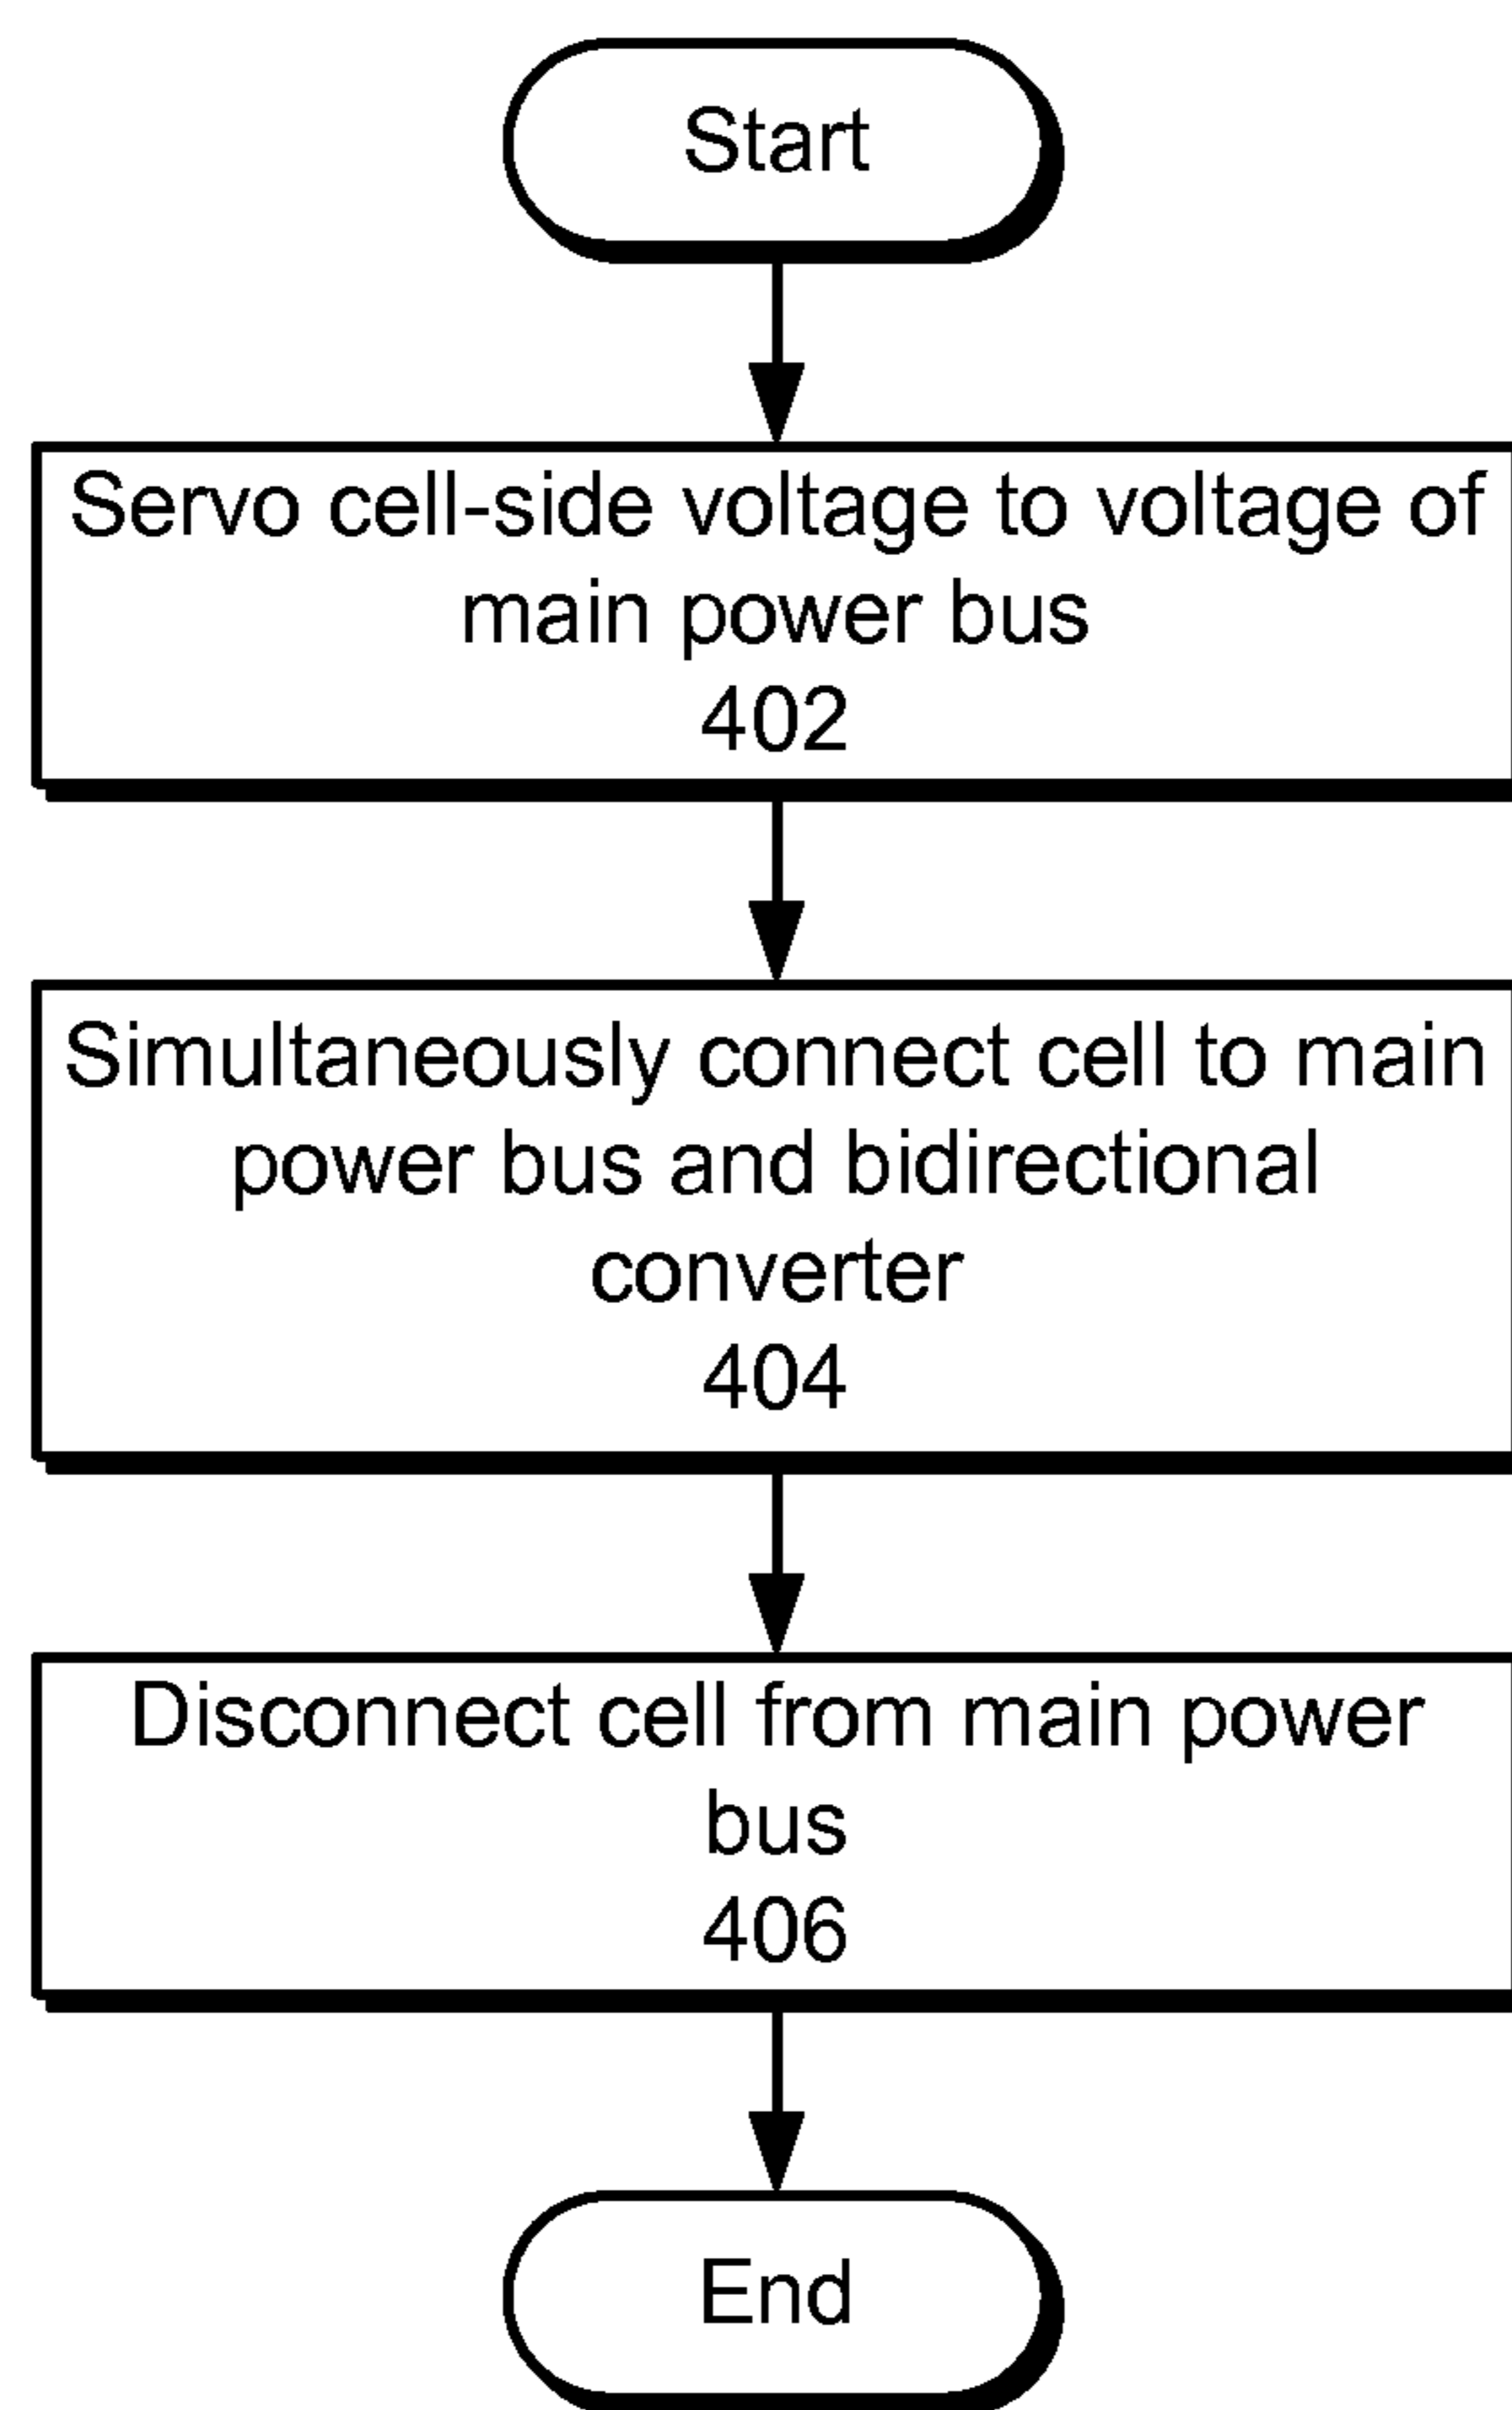 Start
Servo cell-side voltage to voltage of
main power bus
402
Simultaneously connect cell to main
power bus and bidirectional
converter
404
Disconnect cell from main power
bus
406
End